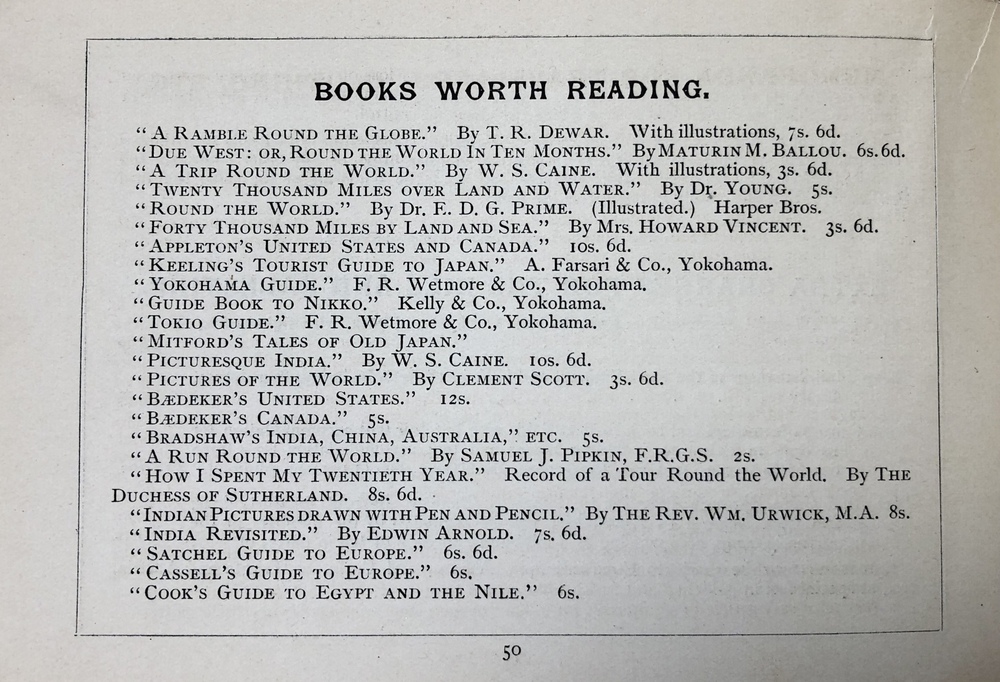 BOOKS WORTH READING.
"A RAMBLE ROUND THE GLOBE." By T. R. DEWAR. With illustrations, 7s. 6d.
"DUE WEST: OR, ROUND THE WORLD IN TEN MONTHS." By MATURIN M. BALLOU. 6s. 6d.
"A TRIP ROUND THE WORLD." By W. S. CAINE. With illustrations, 3s. 6d.
"TWENTY THOUSAND MILES OVER LAND AND WATER." By Dr. YOUNG. 5s.
"ROUND THE WORLD." By Dr. E. D. G. PRIME. (Illustrated.) Harper Bros.
"FORTY THOUSAND MILES BY LAND AND SEA." By Mrs. HOWARD VINCENT. 3s. 6d.
"APPLETON'S UNITED STATES AND CANADA." 10s. 6d.
"KEELING'S TOURIST GUIDE TO JAPAN." A. Farsari & Co., Yokohama.
"YOKOHAMA GUIDE." F. R. Wetmore & Co., Yokohama.
"GUIDE BOOK TO NIKKO." Kelly & Co., Yokohama.
"TOKIO GUIDE." F. R. Wetmore & Co., Yokohama.
"MITFORD'S TALES OF OLD JAPAN."
"PICTURESQUE INDIA." By W. S. CAINE. 10s. 6d.
"PICTURES OF THE WORLD." By CLEMENT SCOTT. 3s. 6d.
"BÆDEKER'S UNITED STATES." 12s.
"BÆDEKER'S CANADA." 5s.
"BRADSHAW'S INDIA, CHINA, AUSTRALIA," ETC. 5s.
"A RUN ROUND THE WORLD." By SAMUEL J. PIPKIN, F.R.G.S. 2s.
"HOW I SPENT MY TWENTIETH YEAR." Record of a Tour Round the World. By THE
DUCHESS OF SUTHERLAND. 8s. 6d.
"INDIAN PICTURES DRAWN WITH PEN AND PENCIL." By THE REV. WM. URWICK, M.A. 8s.
"INDIA REVISITED." By EDWIN ARNOLD. 7s. 6d.
"SATCHEL GUIDE TO EUROPE." 6s. 6d.
"CASSELL'S GUIDE TO EUROPE." 6s.
"COOK'S GUIDE TO EGYPT AND THE NILE." 6s.
50